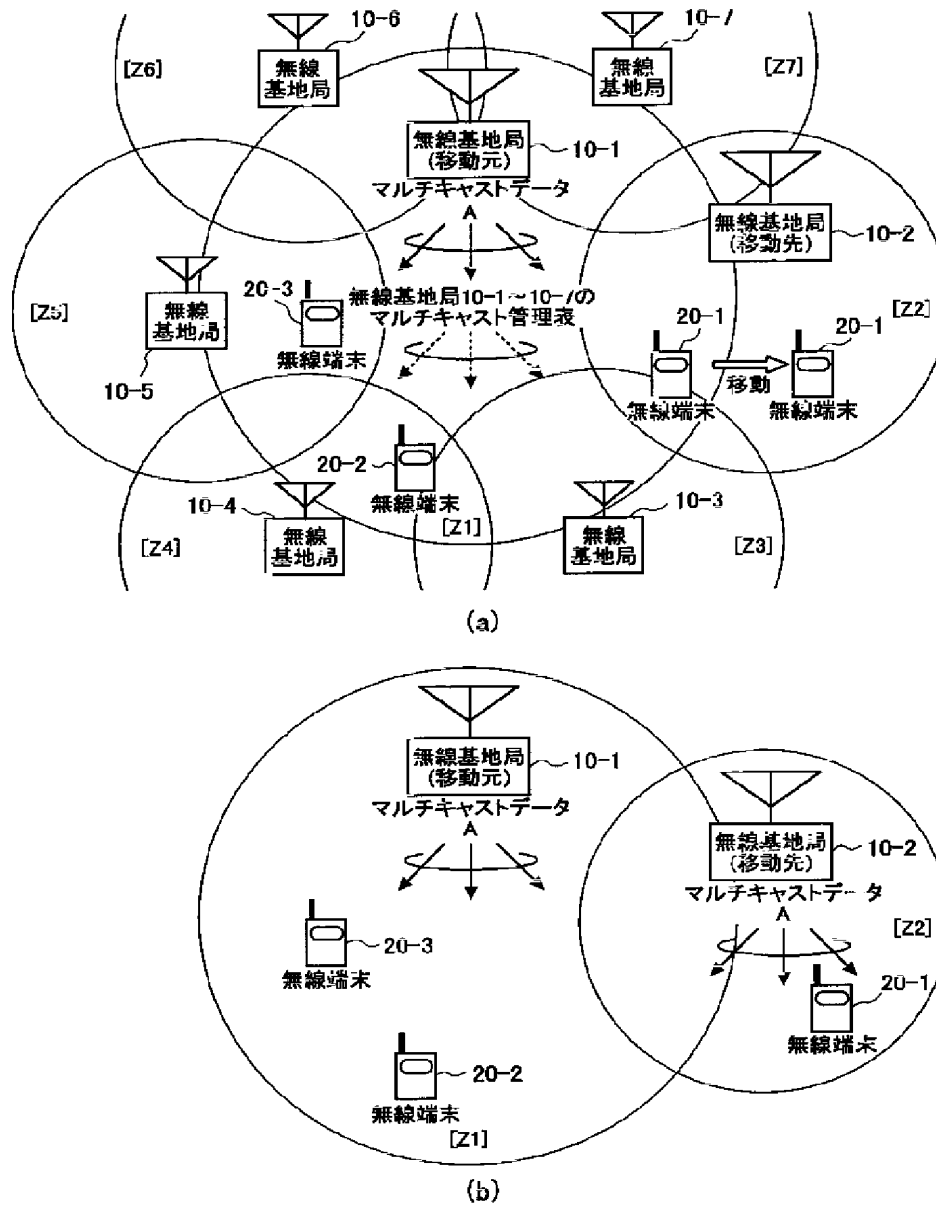 10-6
10-7
[Z6]
無線
基地局
無線
基地局
[Z7]
無線基地局
(移動元)
10-1
マルチキャストデータ
A
無線基地局
(移動先)
10-2
20-3
無線基地局10-1～10-7の
マルチキャスト管理表
[Z5]
無線
基地局
10-5
無線端末
20-1
20-1
[Z2]
移動
無線端末
無線端末
20-2
無線端末
10-4
10-3
[Z4]
無線
基地局
[Z1]
無線
基地局
[Z3]
(a)
無線基地局
(移動元)
10-1
マルチキャストデータ
A
無線基地局
(移動先)
10-2
マルチキャストデータ
A
[Z2]
20-3
無線端末
20-1
無線端末
20-2
無線端末
[Z1]
(b)